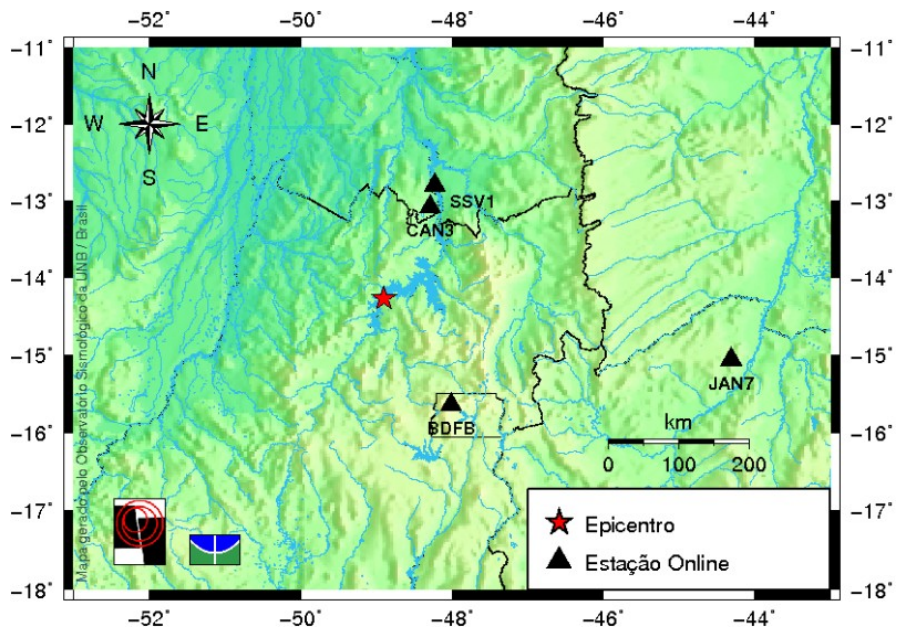 −52° −50° −48° −46° −44°
−11° −11°
N
−12° −12°
W E
S
−13° −13°
SSV1
CAN3
−14° −14°
−15° −15°
JAN7
BDFB
km
−16° −16°
0 100 200
−17° −17°
Epicentro
Estação Online
−18° −18°
−52° −50° −48° −46° −44°
Mapa gerado pelo Observatório Sismologico da UNB / Brasil